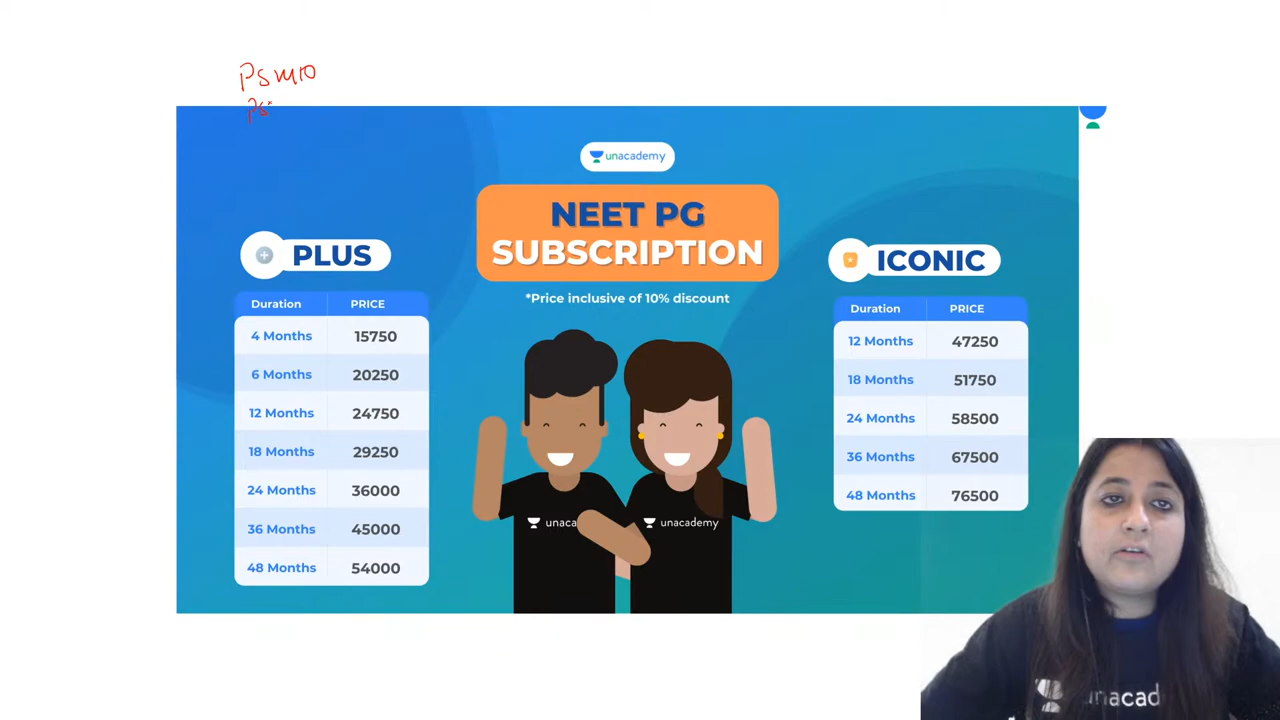 PSM10
PS
unacademy
NEET PG
SUBSCRIPTION
*Price inclusive of 10% discount
PLUS
Duration PRICE
4 Months 15750
6 Months 20250
12 Months 24750
18 Months 29250
24 Months 36000
36 Months 45000
48 Months 54000
ICONIC
Duration PRICE
12 Months 47250
18 Months 51750
24 Months 58500
36 Months 67500
48 Months 76500
unaca
unacademy
unacad